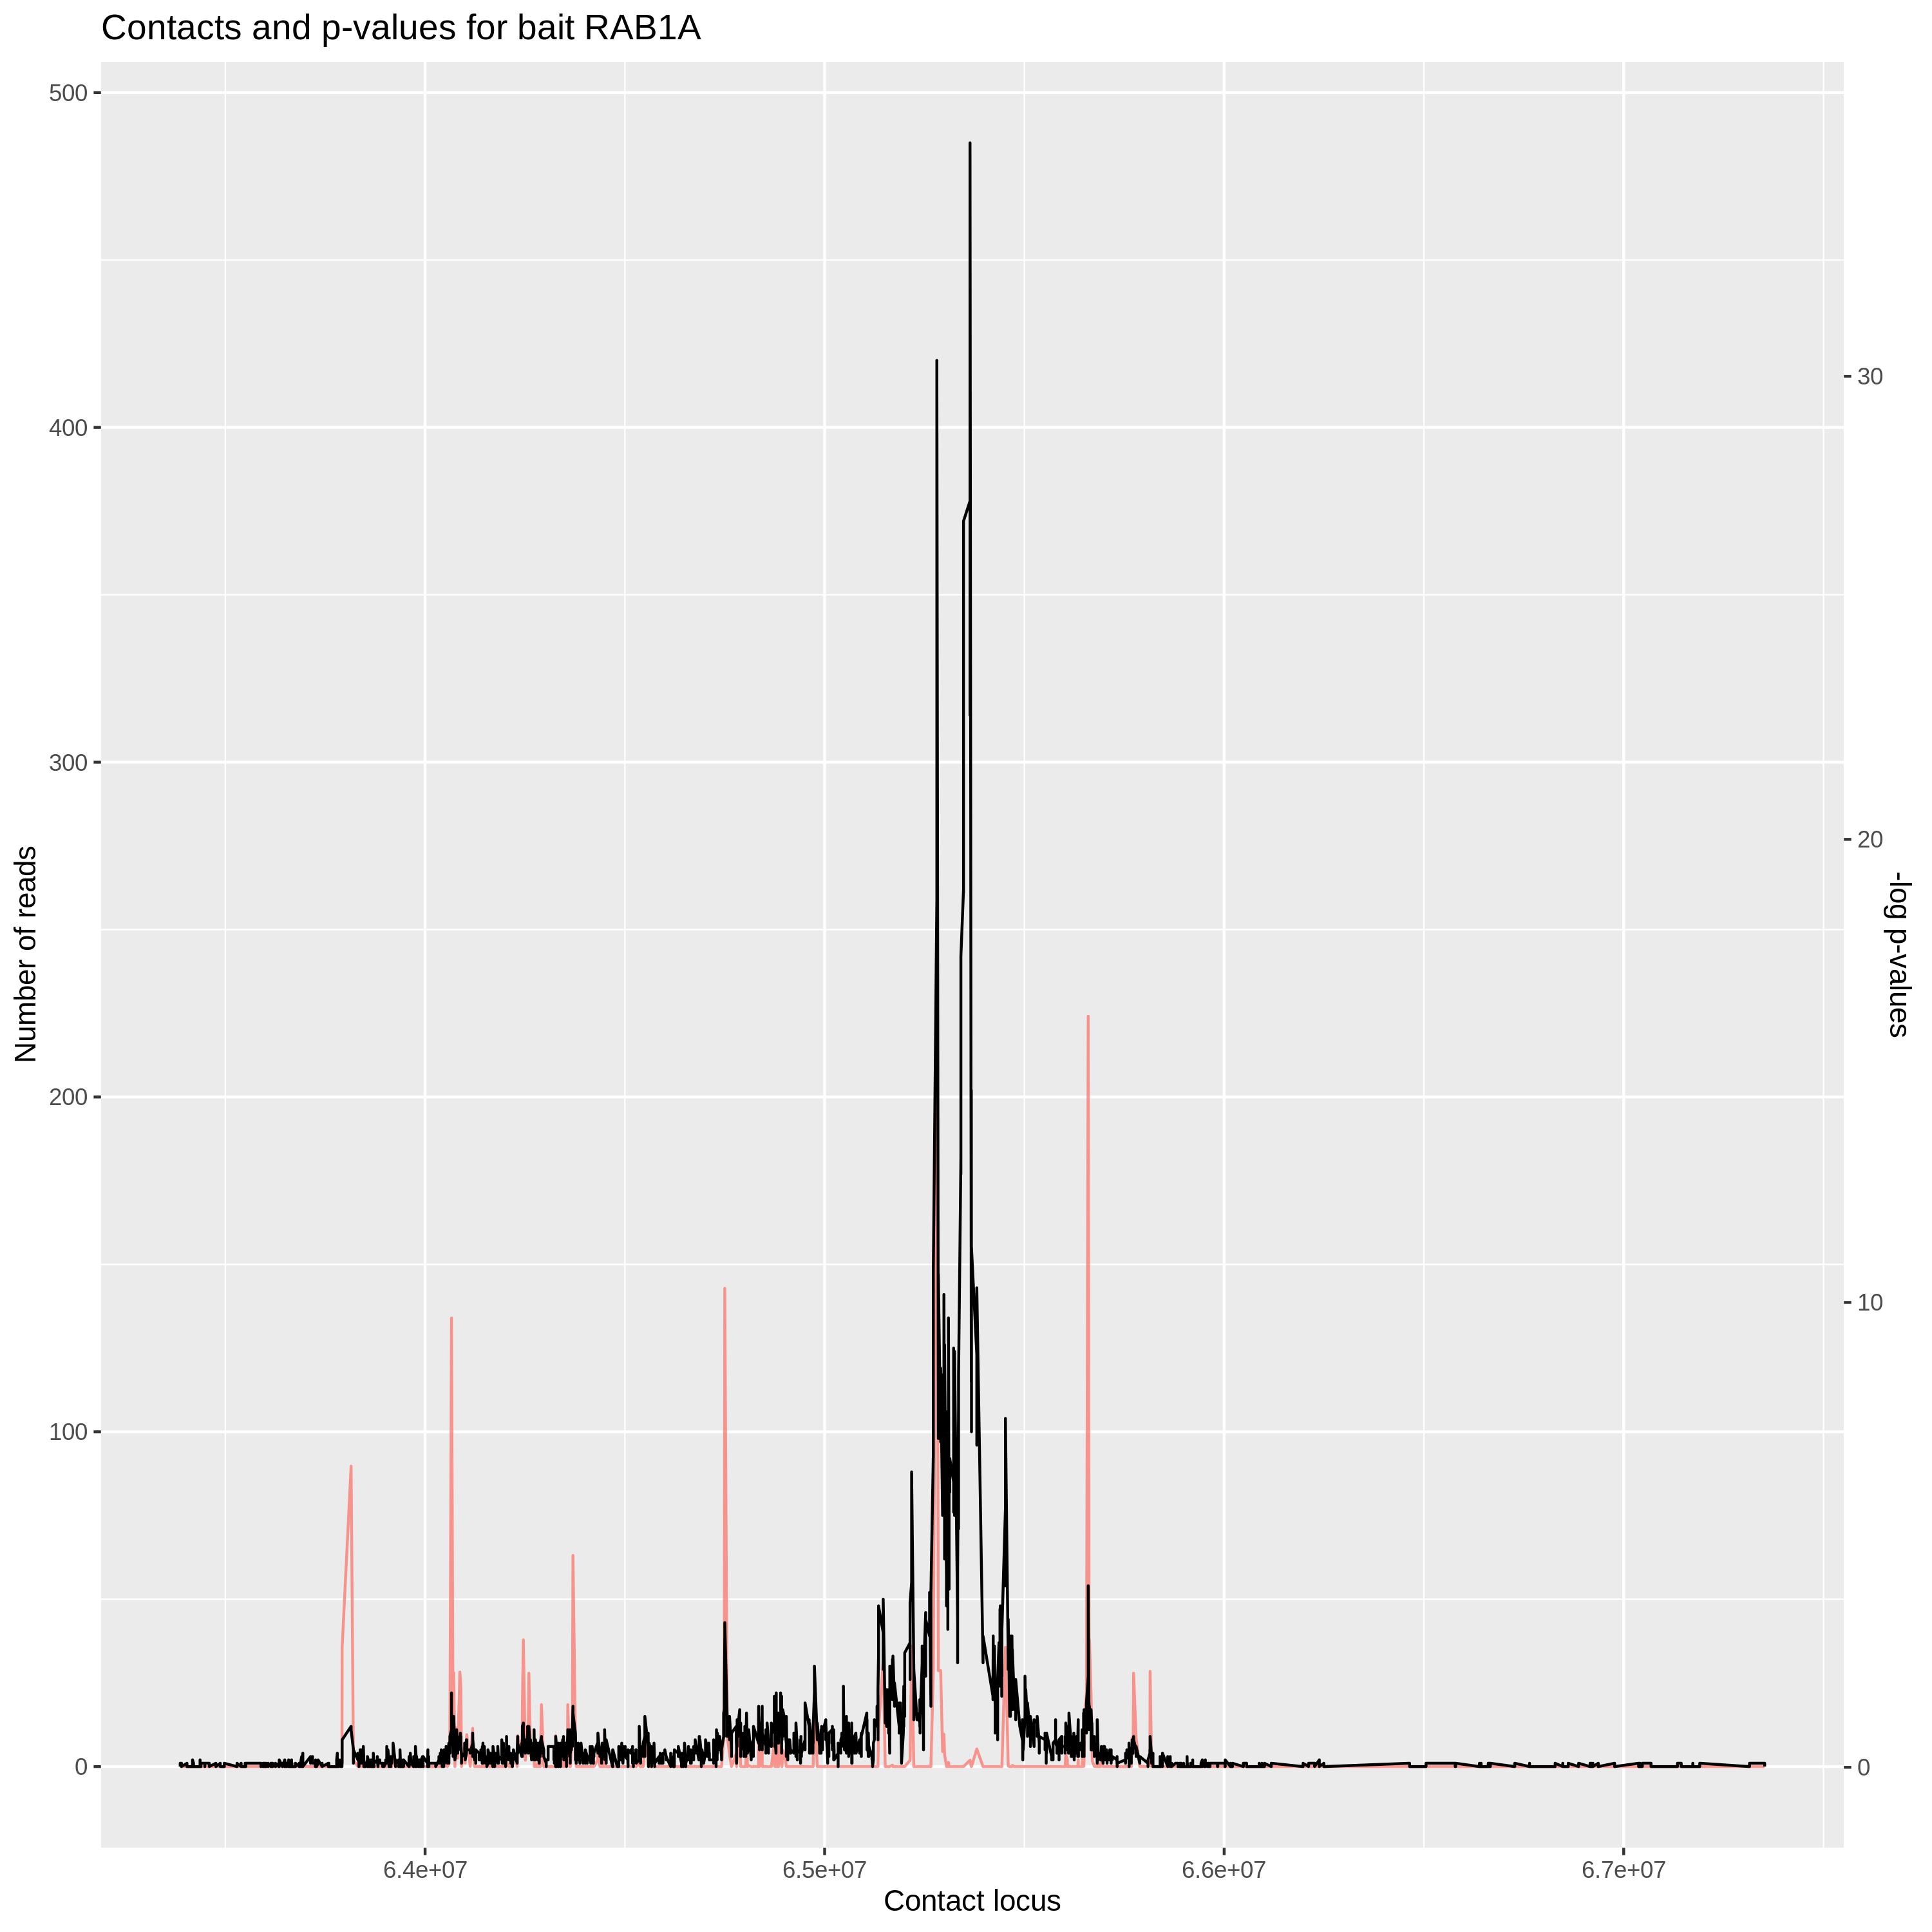 Contacts and p-values for bait RAB1A
500
400
300
200
100
0
Number of reads
30
20
10
0
-log p-values
6.4e+07
6.5e+07
6.6e+07
6.7e+07
Contact locus